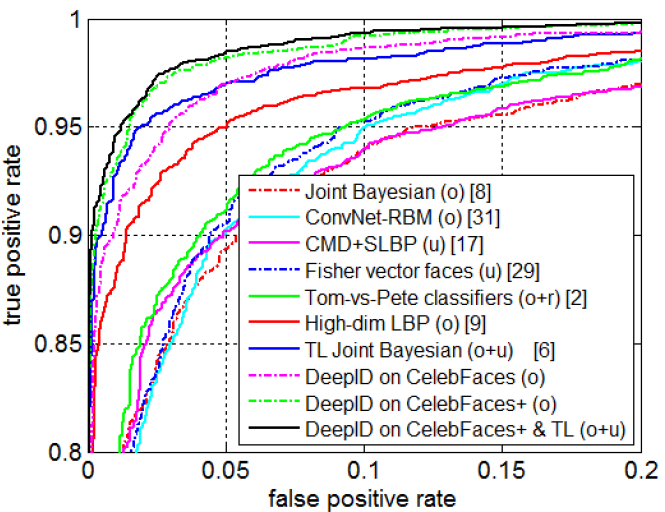 1
0.95
0.9
0.85
0.8
true positive rate
Joint Bayesian (o) [8]
ConvNet-RBM (o) [31]
CMD+SLBP (u) [17]
Fisher vector faces (u) [29]
Tom-vs-Pete classifiers (o+r) [2]
High-dim LBP (o) [9]
TL Joint Bayesian (o+u) [6]
DeepID on CelebFaces (o)
DeepID on CelebFaces+ (o)
DeepID on CelebFaces+ & TL (o+u)
0 0.05 0.1 0.15 0.2
false positive rate